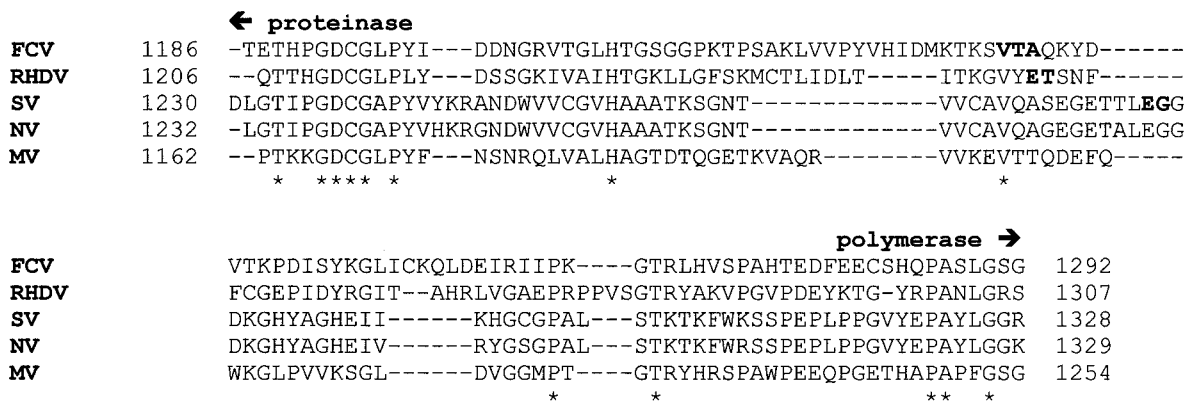 ← proteinase
FCV 1186 -TETHPGDCGLPYI---DDNGRVTGLHTGSGGPKTPSAKLVVPYVHIDMKTKSVTAQKYD------
RHDV 1206 --QTTHGDCGLPLY---DSSGKIVAIHTGKLLGFSKMCTLIDLT-----ITKGVYETSNF------
SV 1230 DLGTIPGDCGAPYVYKRANDWVVCGVHAAATKSGNT------------VVCAVQASEGETTLEGG
NV 1232 -LGTIPGDCGAPYVHKRGNDWVVCGVHAAATKSGNT------------VVCAVQAGEGETALEGG
MV 1162 --PTKKGDCGLPYF---NSNRQLVALHAGTDTQGETKVAQR--------VVKEVTTQDEFQ-----
* **** * * *
polymerase →
FCV VTKPDISYKGLICKQLDEIRIIPK----GTRLHVSPAHTEDFEECSHQPASLGSG 1292
RHDV FCGEPIDYRGIT--AHRLVGAEPRPPVSGTRYAKVPGVPDEYKTG-YRPANLGRS 1307
SV DKGHYAGHEII------KHGCGPAL---STKTKFWKSSPEPLPPGVYEPAYLGGR 1328
NV DKGHYAGHEIV------RYGSGPAL---STKTKFWRSSPEPLPPGVYEPAYLGGK 1329
MV WKGLPVVKSGL------DVGGMPT----GTRYHRSPAWPEEQPGETHAPAPFGSG 1254
* * ** *